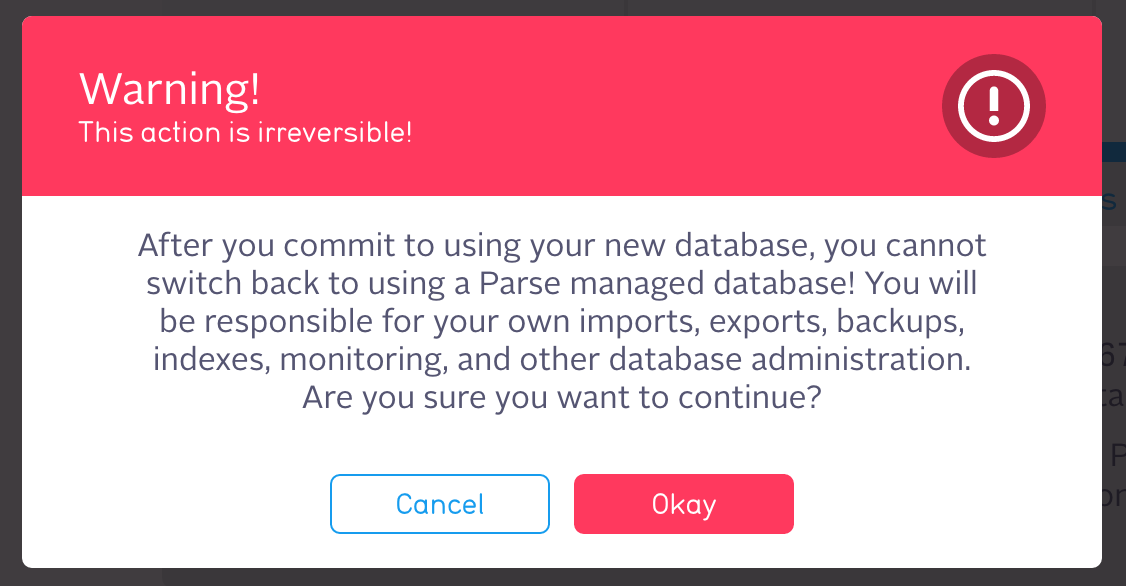 Warning!
This action is irreversible!
After you commit to using your new database, you cannot
switch back to using a Parse managed database! You will
be responsible for your own imports, exports, backups,
indexes, monitoring, and other database administration.
Are you sure you want to continue?
Cancel
Okay